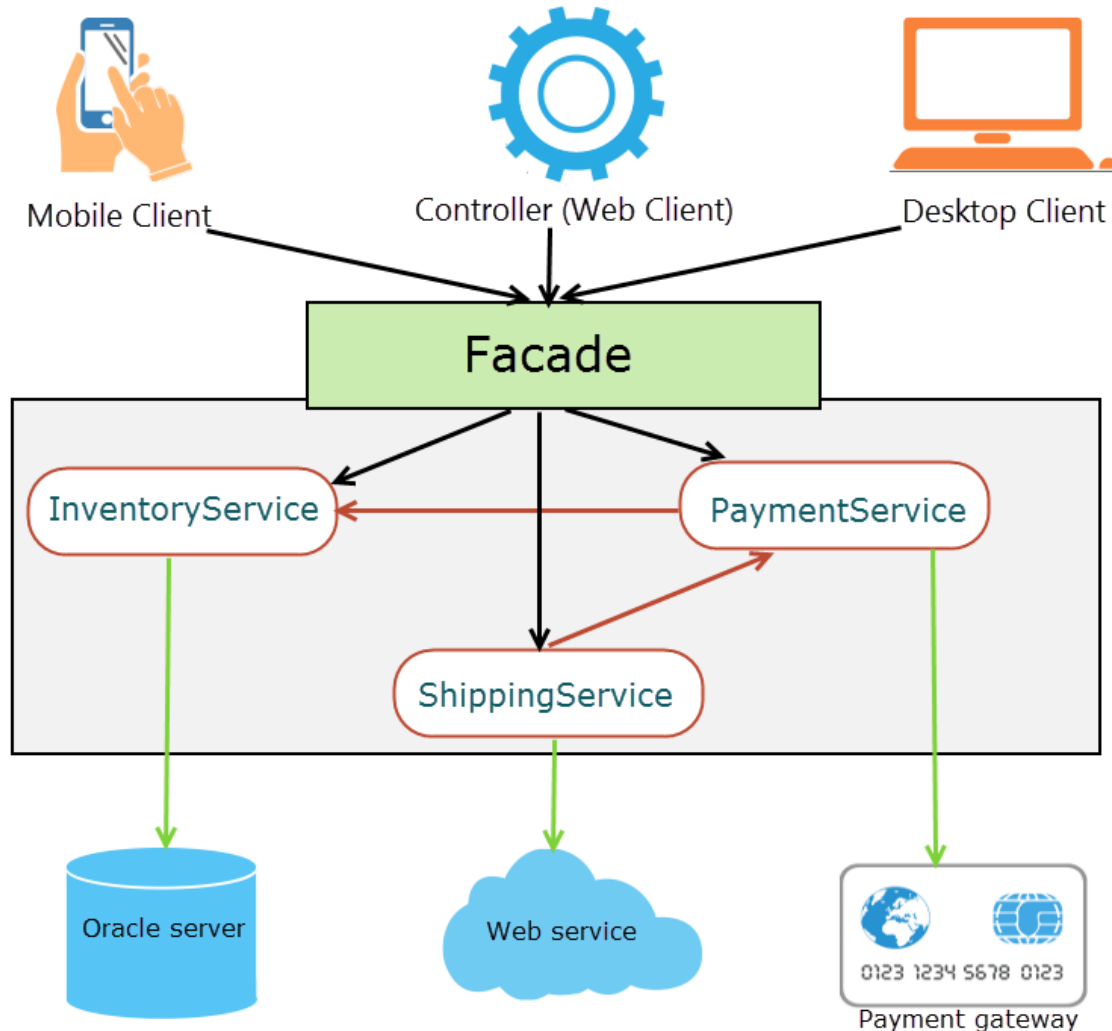 Mobile Client
Controller (Web Client)
Desktop Client
Facade
InventoryService
PaymentService
ShippingService
Oracle server
Web service
0123 1234 5678 0123
Payment gateway